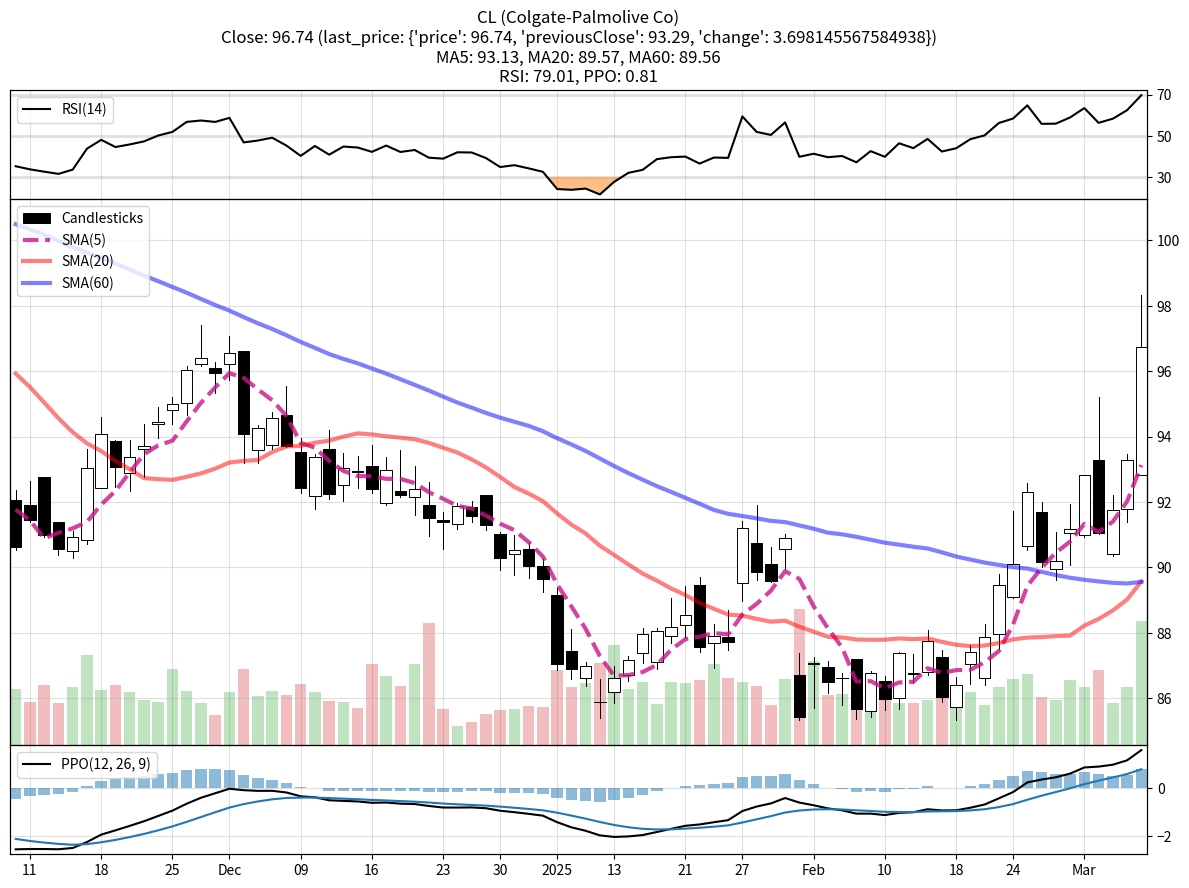 CL (Colgate-Palmolive Co)
Close: 96.74 (last_price: {'price': 96.74, 'previousClose': 93.29, 'change': 3.698145567584938})
MA5: 93.13, MA20: 89.57, MA60: 89.56
RSI: 79.01, PPO: 0.81
RSI(14)
70
50
30
Candlesticks
SMA(5)
SMA(20)
SMA(60)
100
98
96
94
92
90
88
86
PPO(12, 26, 9)
0
−2
11 18 25 Dec 09 16 23 30 2025 13 21 27 Feb 10 18 24 Mar